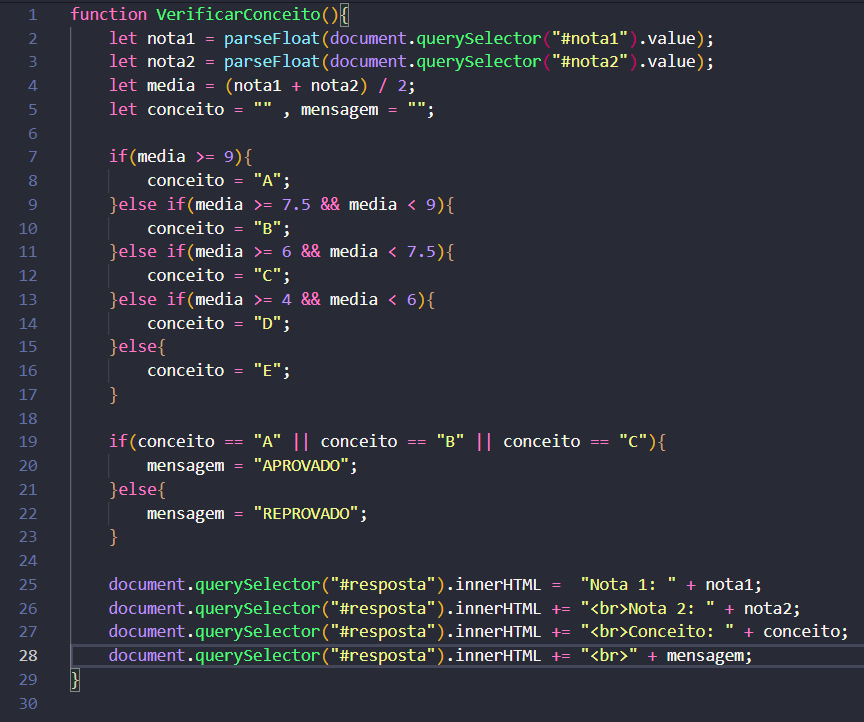 1 function VerificarConceito(){
2     let nota1 = parseFloat(document.querySelector("#nota1").value);
3     let nota2 = parseFloat(document.querySelector("#nota2").value);
4     let media = (nota1 + nota2) / 2;
5     let conceito = "" , mensagem = "";
6
7     if(media >= 9){
8         conceito = "A";
9     }else if(media >= 7.5 && media < 9){
10         conceito = "B";
11     }else if(media >= 6 && media < 7.5){
12         conceito = "C";
13     }else if(media >= 4 && media < 6){
14         conceito = "D";
15     }else{
16         conceito = "E";
17     }
18
19     if(conceito == "A" || conceito == "B" || conceito == "C"){
20         mensagem = "APROVADO";
21     }else{
22         mensagem = "REPROVADO";
23     }
24
25     document.querySelector("#resposta").innerHTML =  "Nota 1: " + nota1;
26     document.querySelector("#resposta").innerHTML += "<br>Nota 2: " + nota2;
27     document.querySelector("#resposta").innerHTML += "<br>Conceito: " + conceito;
28     document.querySelector("#resposta").innerHTML += "<br>" + mensagem;
29 }
30